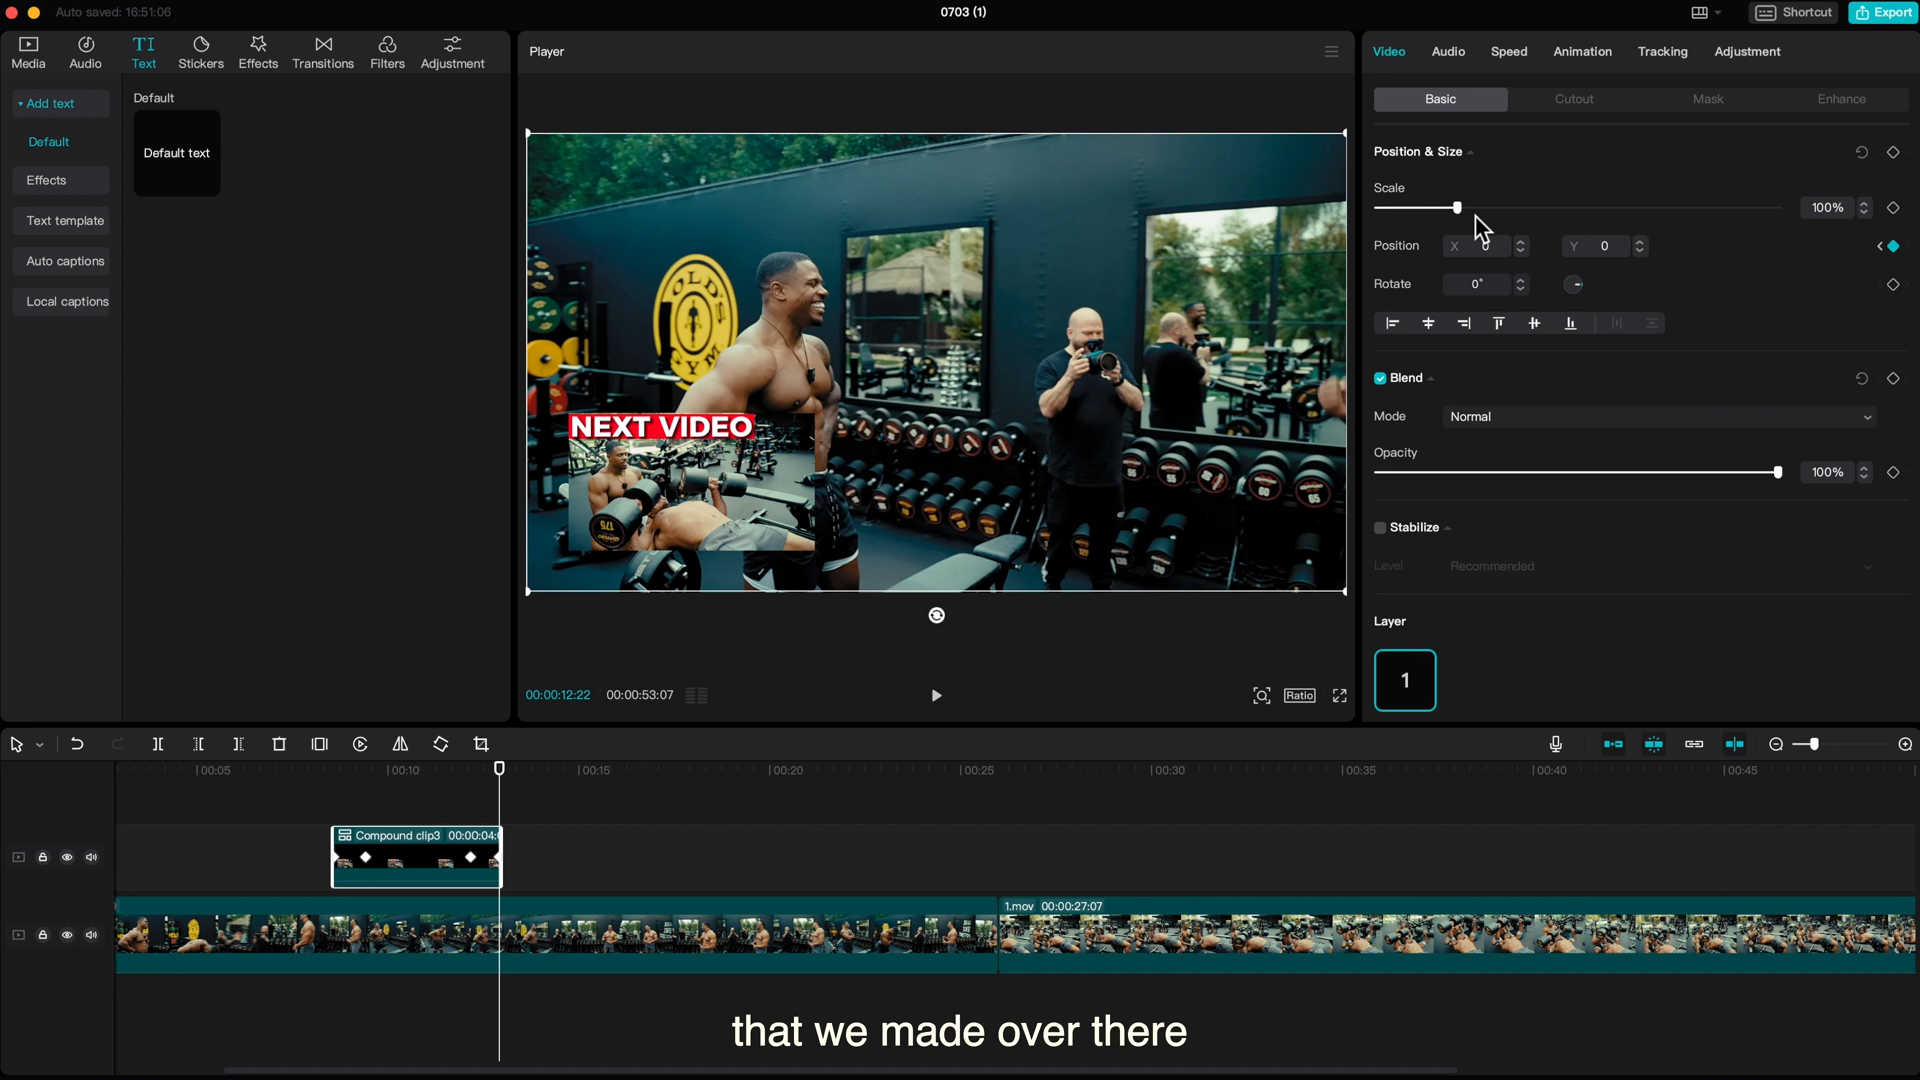 Auto saved: 16:51:06
0703 (1)
Shortcut
Export
Media
Audio
TI
Text
Stickers
Effects
Transitions
Filters
Adjustment
Add text
Default
Effects
Text template
Auto captions
Local captions
Default
Default text
Player
OLD'S
GYM
NEXT VIDEO
175
00:00:12:22
00:00:53:07
Ratio
Video
Audio
Speed
Animation
Tracking
Adjustment
Basic
Cutout
Mask
Enhance
Position & Size
Scale
100%
Position
X 0
Y 0
Rotate
0°
Blend
Mode
Normal
Opacity
100%
Stabilize
Level
Recommended
Layer
1
00:05
00:10
00:15
00:20
00:25
00:30
00:35
00:40
00:45
Compound clip3 00:00:04:
1.mov 00:00:27:07
that we made over there